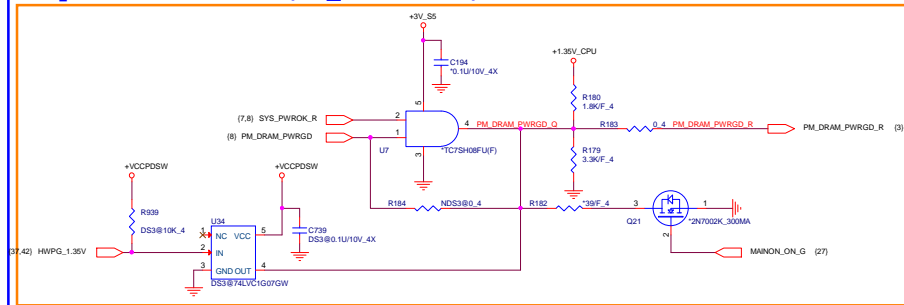 +3V_S5
C194
*0.1U/10V_4X
+1.35V_CPU
R180
1.8K/F_4
(7,8) SYS_PWROK_R
(8) PM_DRAM_PWRGD
5
2
1
4
3
U7
*TC7SH08FU(F)
PM_DRAM_PWRGD_Q
R183
0_4
PM_DRAM_PWRGD_R
PM_DRAM_PWRGD_R (3)
R179
3.3K/F_4
+VCCPDSW
+VCCPDSW
R184
NDS3@0_4
R182
*39/F_4
3
1
2
Q21
*2N7002K_300MA
MAINON_ON_G (27)
R939
DS3@10K_4
U34
1 NC VCC 5
2 IN
3 GND OUT 4
DS3@74LVC1G07GW
C739
DS3@0.1U/10V_4X
(37,42) HWPG_1.35V